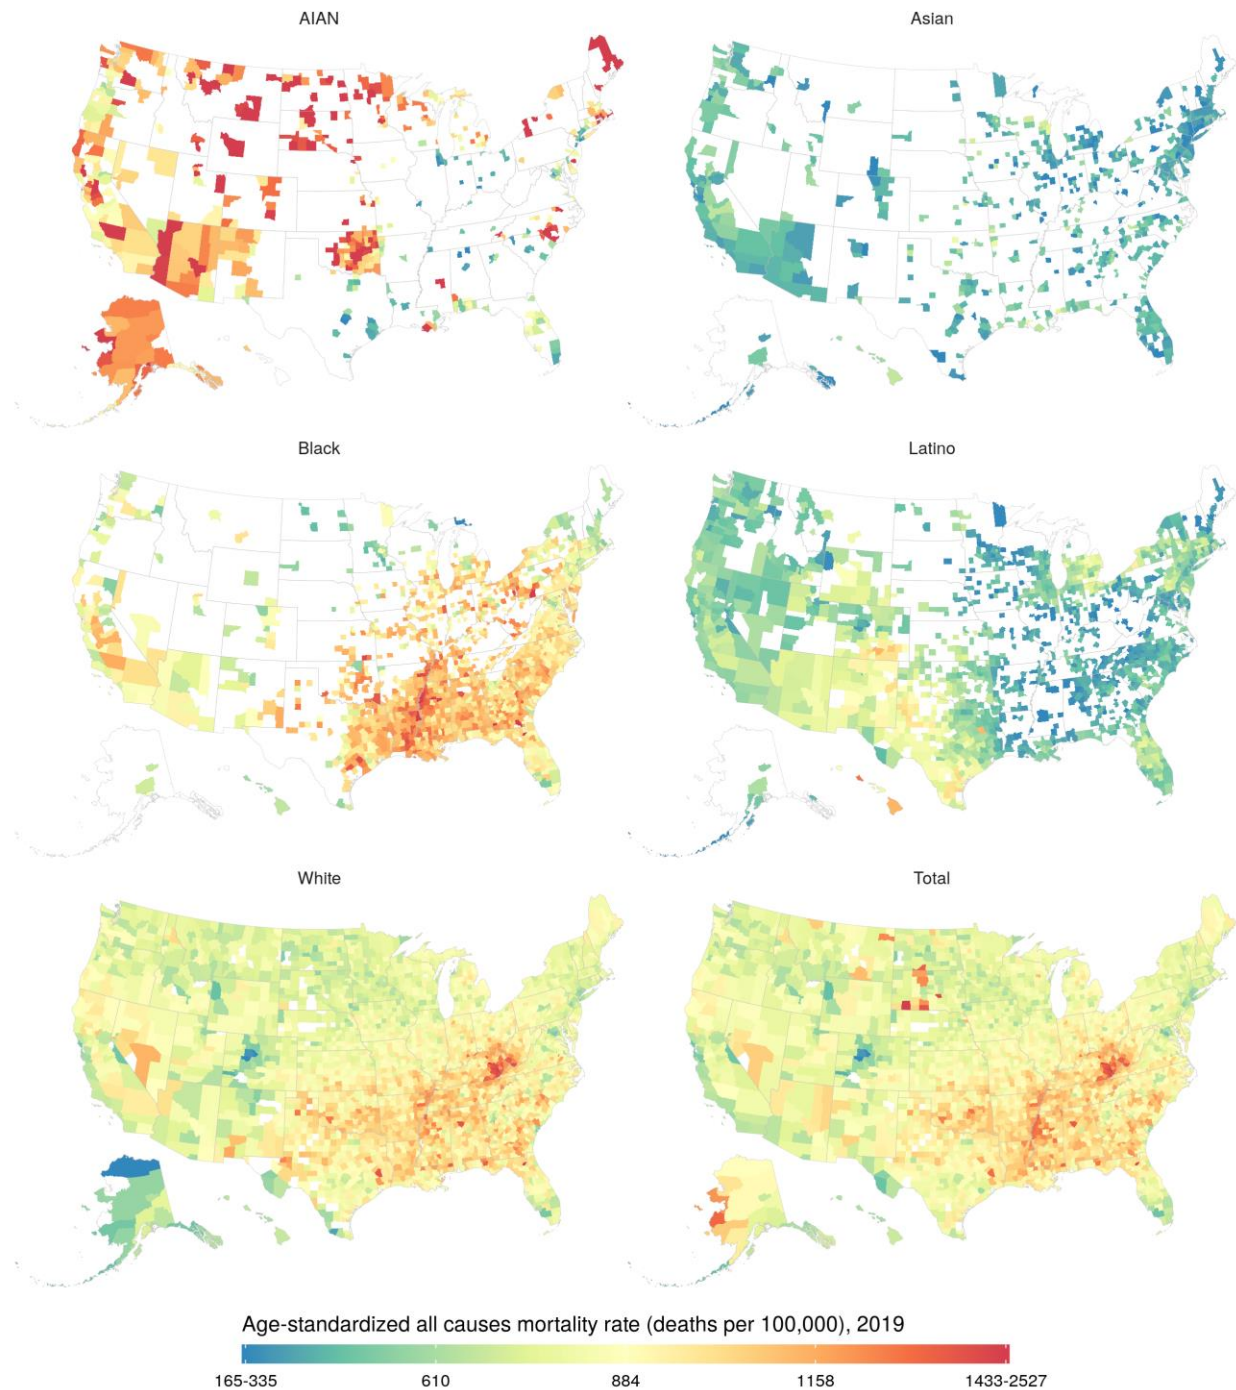 AIAN
Asian
Black
Latino
White
Total
Age-standardized all causes mortality rate (deaths per 100,000), 2019
165-335 610 884 1158 1433-2527